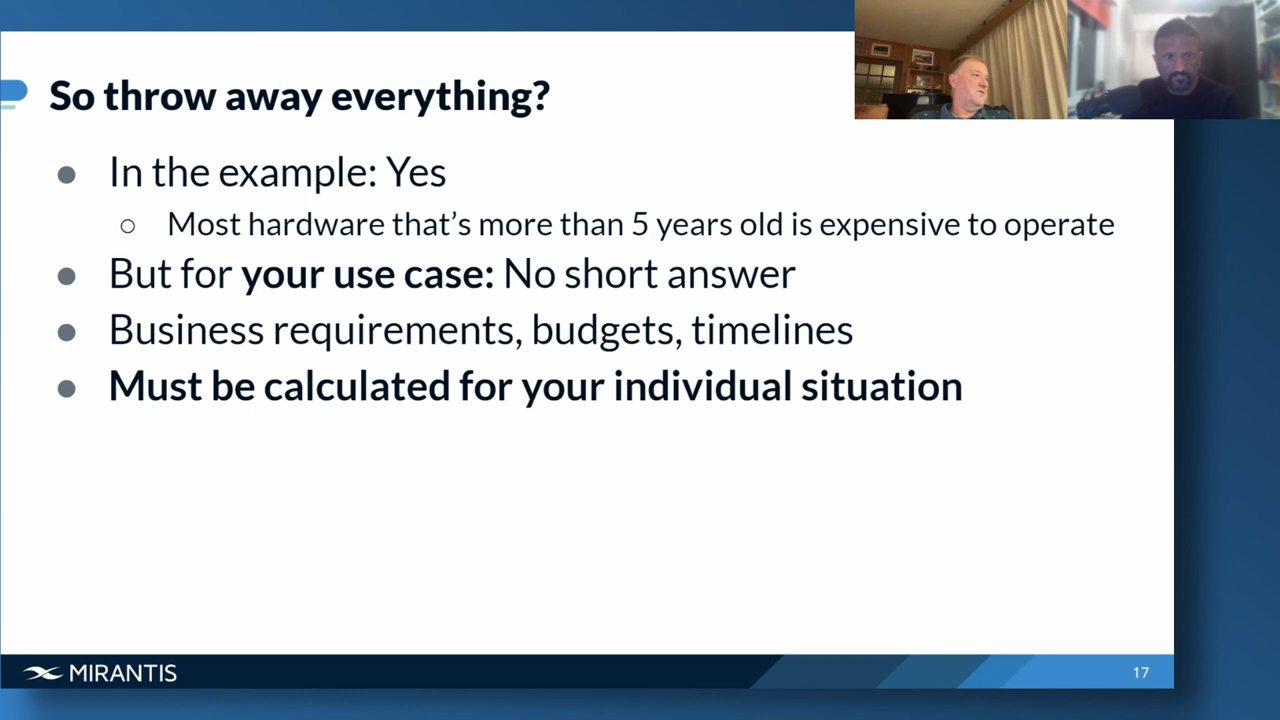 So throw away everything?
● In the example: Yes
○ Most hardware that’s more than 5 years old is expensive to operate
● But for your use case: No short answer
● Business requirements, budgets, timelines
● Must be calculated for your individual situation
MIRANTIS
17